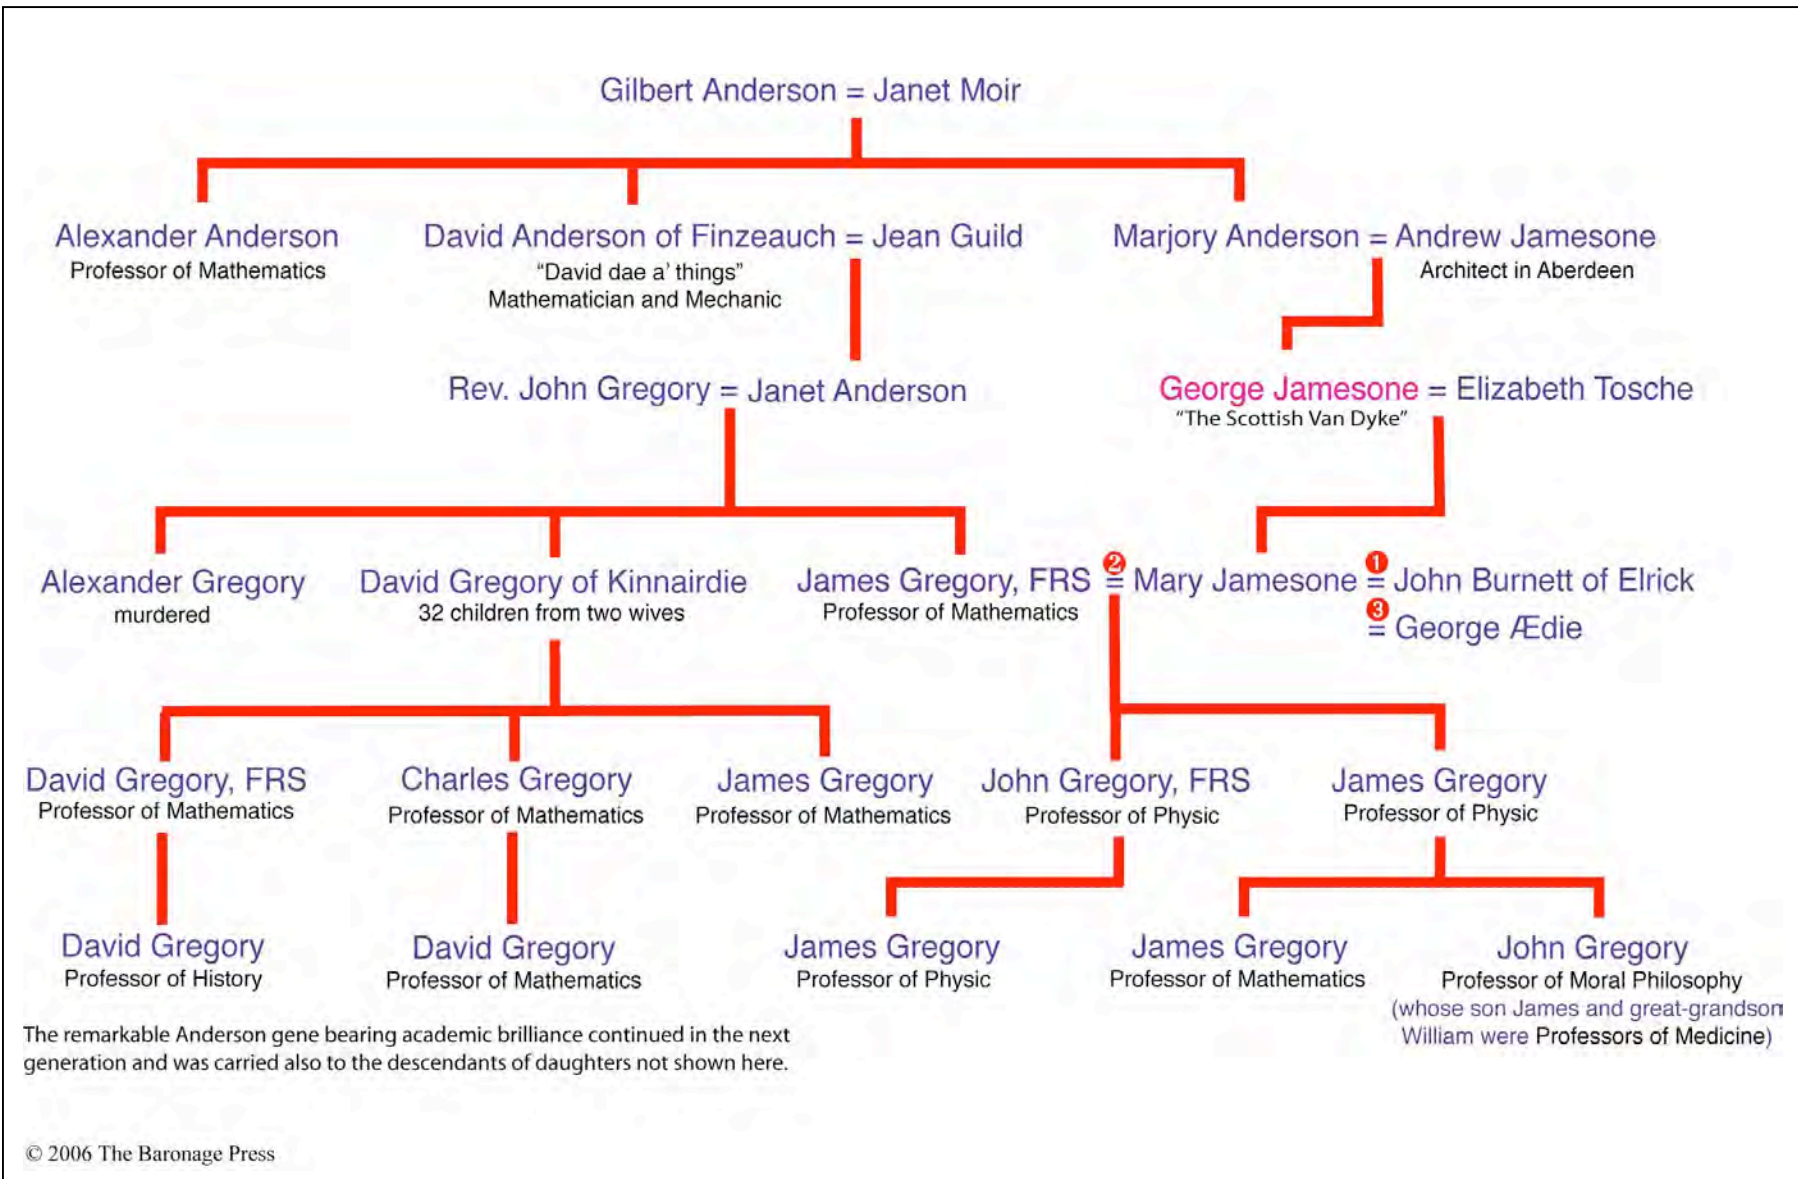 Gilbert Anderson = Janet Moir
Alexander Anderson
Professor of Mathematics
David Anderson of Finzeauch = Jean Guild
“David dae a’ things”
Mathematician and Mechanic
Marjory Anderson = Andrew Jamesone
Architect in Aberdeen
Rev. John Gregory = Janet Anderson
George Jamesone = Elizabeth Tosche
“The Scottish Van Dyke”
Alexander Gregory
murdered
David Gregory of Kinnairdie
32 children from two wives
James Gregory, FRS ❷ = Mary Jamesone ❶ = John Burnett of Elrick
Professor of Mathematics
❸ = George Ædie
David Gregory, FRS
Professor of Mathematics
Charles Gregory
Professor of Mathematics
James Gregory
Professor of Mathematics
John Gregory, FRS
Professor of Physic
James Gregory
Professor of Physic
David Gregory
Professor of History
David Gregory
Professor of Mathematics
James Gregory
Professor of Physic
James Gregory
Professor of Mathematics
John Gregory
Professor of Moral Philosophy
(whose son James and great-grandson
William were Professors of Medicine)
The remarkable Anderson gene bearing academic brilliance continued in the next
generation and was carried also to the descendants of daughters not shown here.
© 2006 The Baronage Press